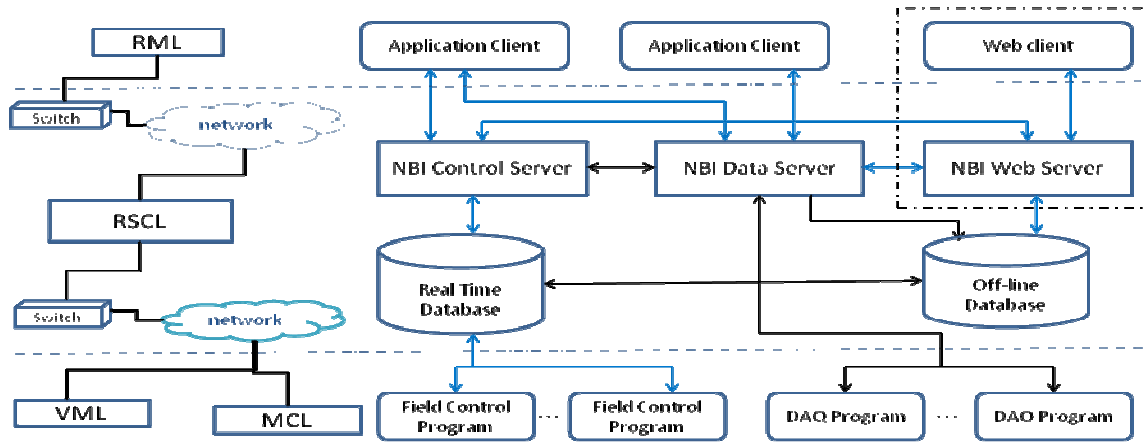 RML
Application Client
Application Client
Web client
Switch
network
NBI Control Server
NBI Data Server
NBI Web Server
RSCL
Real Time
Database
Off-line
Database
Switch
network
VML
MCL
Field Control
Program
...
Field Control
Program
DAQ Program
...
DAQ Program